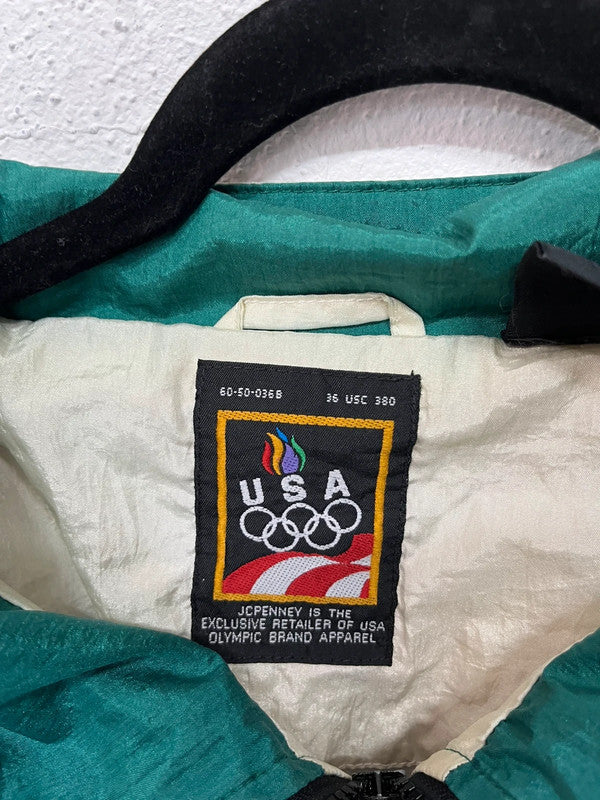 60-50-0368 36 USC 380
USA
JCPENNEY IS THE
EXCLUSIVE RETAILER OF USA
OLYMPIC BRAND APPAREL